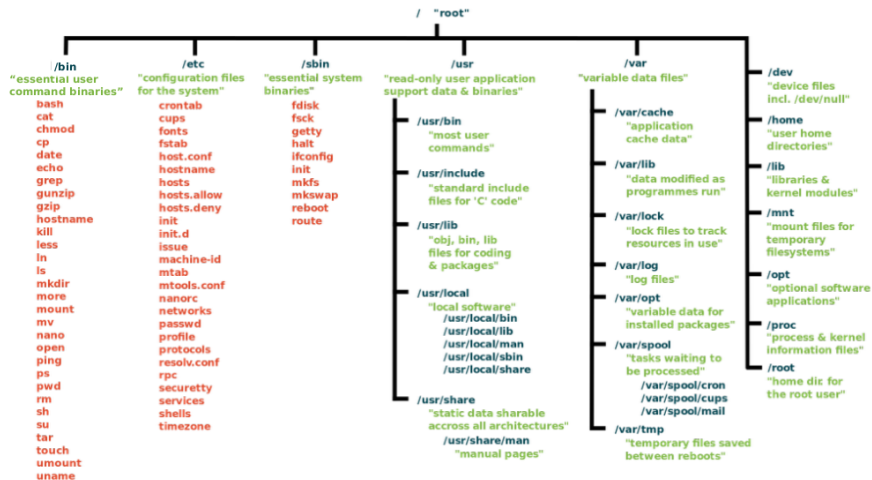 / "root"
/bin
"essential user
command binaries"
bash
cat
chmod
cp
date
echo
grep
gunzip
gzip
hostname
kill
less
ln
ls
mkdir
more
mount
mv
nano
open
ping
ps
pwd
rm
sh
su
tar
touch
umount
uname
/etc
"configuration files
for the system"
crontab
cups
fonts
fstab
host.conf
hostname
hosts
hosts.allow
hosts.deny
init
init.d
issue
machine-id
mtab
mtools.conf
nanorc
networks
passwd
profile
protocols
resolv.conf
rpc
securetty
services
shells
timezone
/sbin
"essential system
binaries"
fdisk
fsck
getty
halt
ifconfig
init
mkfs
mkswap
reboot
route
/usr
"read-only user application
support data & binaries"
/usr/bin
"most user
commands"
/usr/include
"standard include
files for 'C' code"
/usr/lib
"obj, bin, lib
files for coding
& packages"
/usr/local
"local software"
/usr/local/bin
/usr/local/lib
/usr/local/man
/usr/local/sbin
/usr/local/share
/usr/share
"static data sharable
accross all architectures"
/usr/share/man
"manual pages"
/var
"variable data files"
/var/cache
"application
cache data"
/var/lib
"data modified as
programmes run"
/var/lock
"lock files to track
resources in use"
/var/log
"log files"
/var/opt
"variable data for
installed packages"
/var/spool
"tasks waiting to
be processed"
/var/spool/cron
/var/spool/cups
/var/spool/mail
/var/tmp
"temporary files saved
between reboots"
/dev
"device files
incl. /dev/null"
/home
"user home
directories"
/lib
"libraries &
kernel modules"
/mnt
"mount files for
temporary
filesystems"
/opt
"optional software
applications"
/proc
"process & kernel
information files"
/root
"home dir. for
the root user"